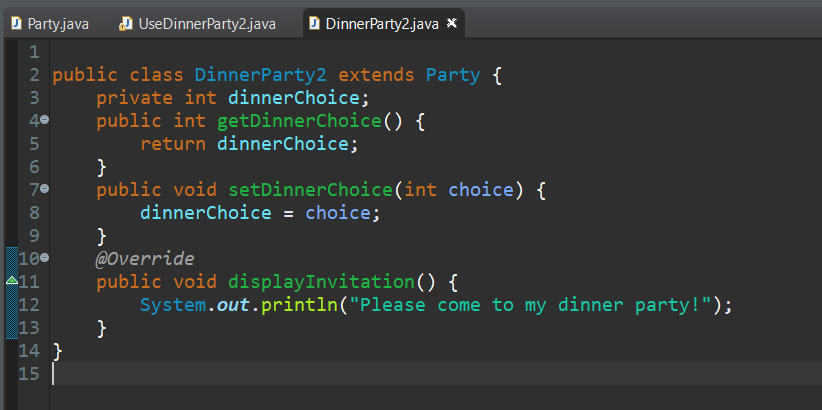 Party.java UseDinnerParty2.java DinnerParty2.java
1
2 public class DinnerParty2 extends Party {
3     private int dinnerChoice;
4     public int getDinnerChoice() {
5         return dinnerChoice;
6     }
7     public void setDinnerChoice(int choice) {
8         dinnerChoice = choice;
9     }
10     @Override
11     public void displayInvitation() {
12         System.out.println("Please come to my dinner party!");
13     }
14 }
15